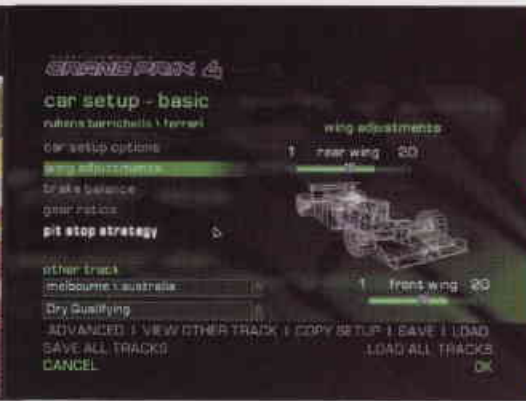 GRAND PRIX 4
car setup - basic
rubens barrichello \ ferrari
wing adjustments
car setup options
1 rear wing 20
wing adjustments
brake balance
gear ratios
pit stop strategy
other track
melbourne \ australia
1 front wing 20
Dry Qualifying
ADVANCED | VIEW OTHER TRACK | COPY SETUP | SAVE | LOAD
SAVE ALL TRACKS
LOAD ALL TRACKS
CANCEL
OK